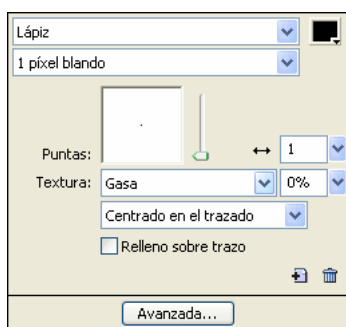 Lápiz
1 píxel blando
Puntas: 1
Textura: Gasa 0%
Centrado en el trazado
Relleno sobre trazo
Avanzada...